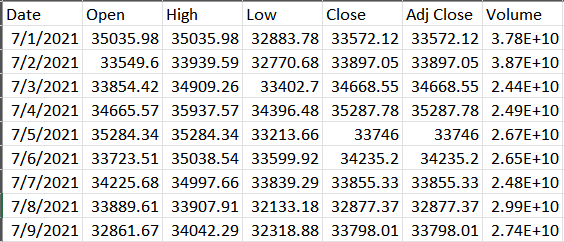 Date Open High Low Close Adj Close Volume
7/1/2021 35035.98 35035.98 32883.78 33572.12 33572.12 3.78E+10
7/2/2021 33549.6 33939.59 32770.68 33897.05 33897.05 3.87E+10
7/3/2021 33854.42 34909.26 33402.7 34668.55 34668.55 2.44E+10
7/4/2021 34665.57 35937.57 34396.48 35287.78 35287.78 2.49E+10
7/5/2021 35284.34 35284.34 33213.66 33746 33746 2.67E+10
7/6/2021 33723.51 35038.54 33599.92 34235.2 34235.2 2.65E+10
7/7/2021 34225.68 34997.66 33839.29 33855.33 33855.33 2.48E+10
7/8/2021 33889.61 33907.91 32133.18 32877.37 32877.37 2.99E+10
7/9/2021 32861.67 34042.29 32318.88 33798.01 33798.01 2.74E+10